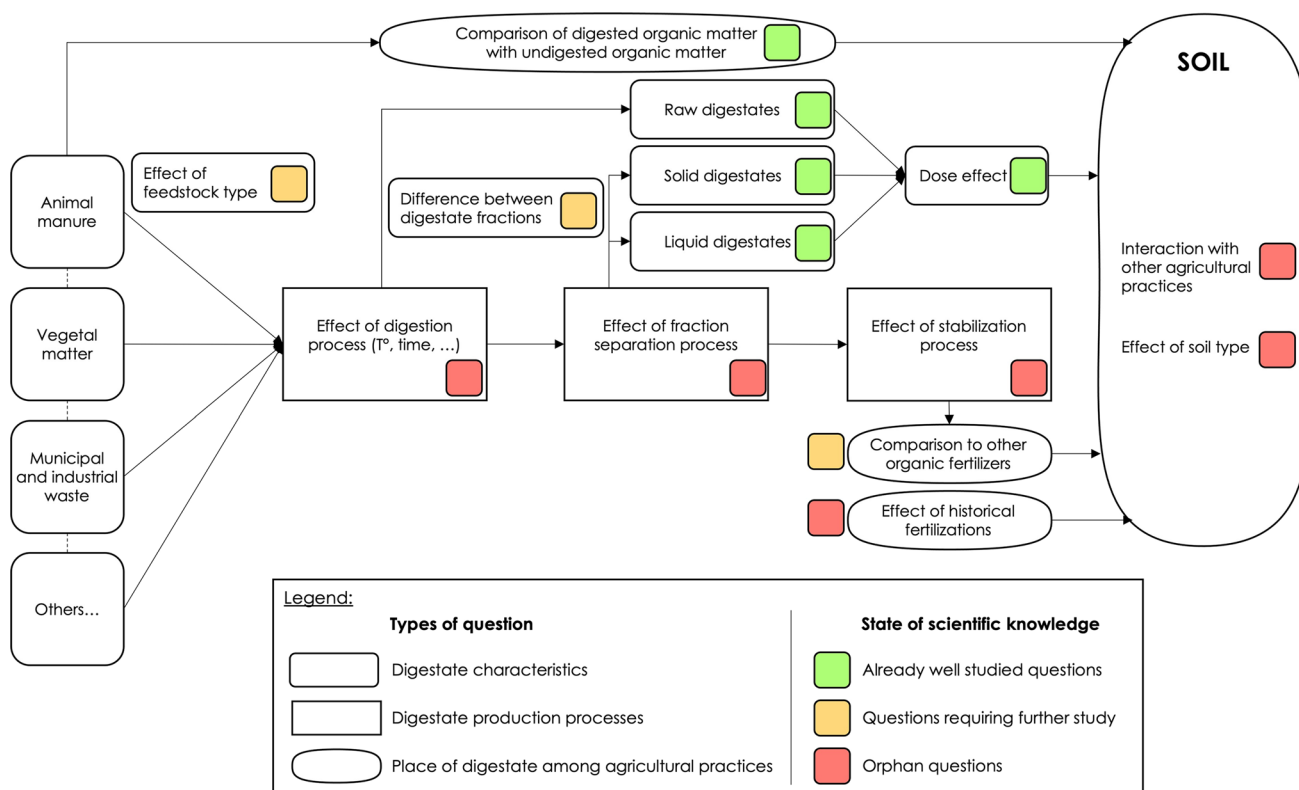 Comparison of digested organic matter
with undigested organic matter
SOIL
Raw digestates
Effect of
feedstock type
Solid digestates
Dose effect
Difference between
digestate fractions
Animal
manure
Liquid digestates
Interaction with
other agricultural
practices
Vegetal
matter
Effect of digestion
process (T°, time, …)
Effect of fraction
separation process
Effect of stabilization
process
Effect of soil type
Municipal
and industrial
waste
Comparison to other
organic fertilizers
Effect of historical
fertilizations
Others…
Legend:
Types of question
Digestate characteristics
Digestate production processes
Place of digestate among agricultural practices
State of scientific knowledge
Already well studied questions
Questions requiring further study
Orphan questions